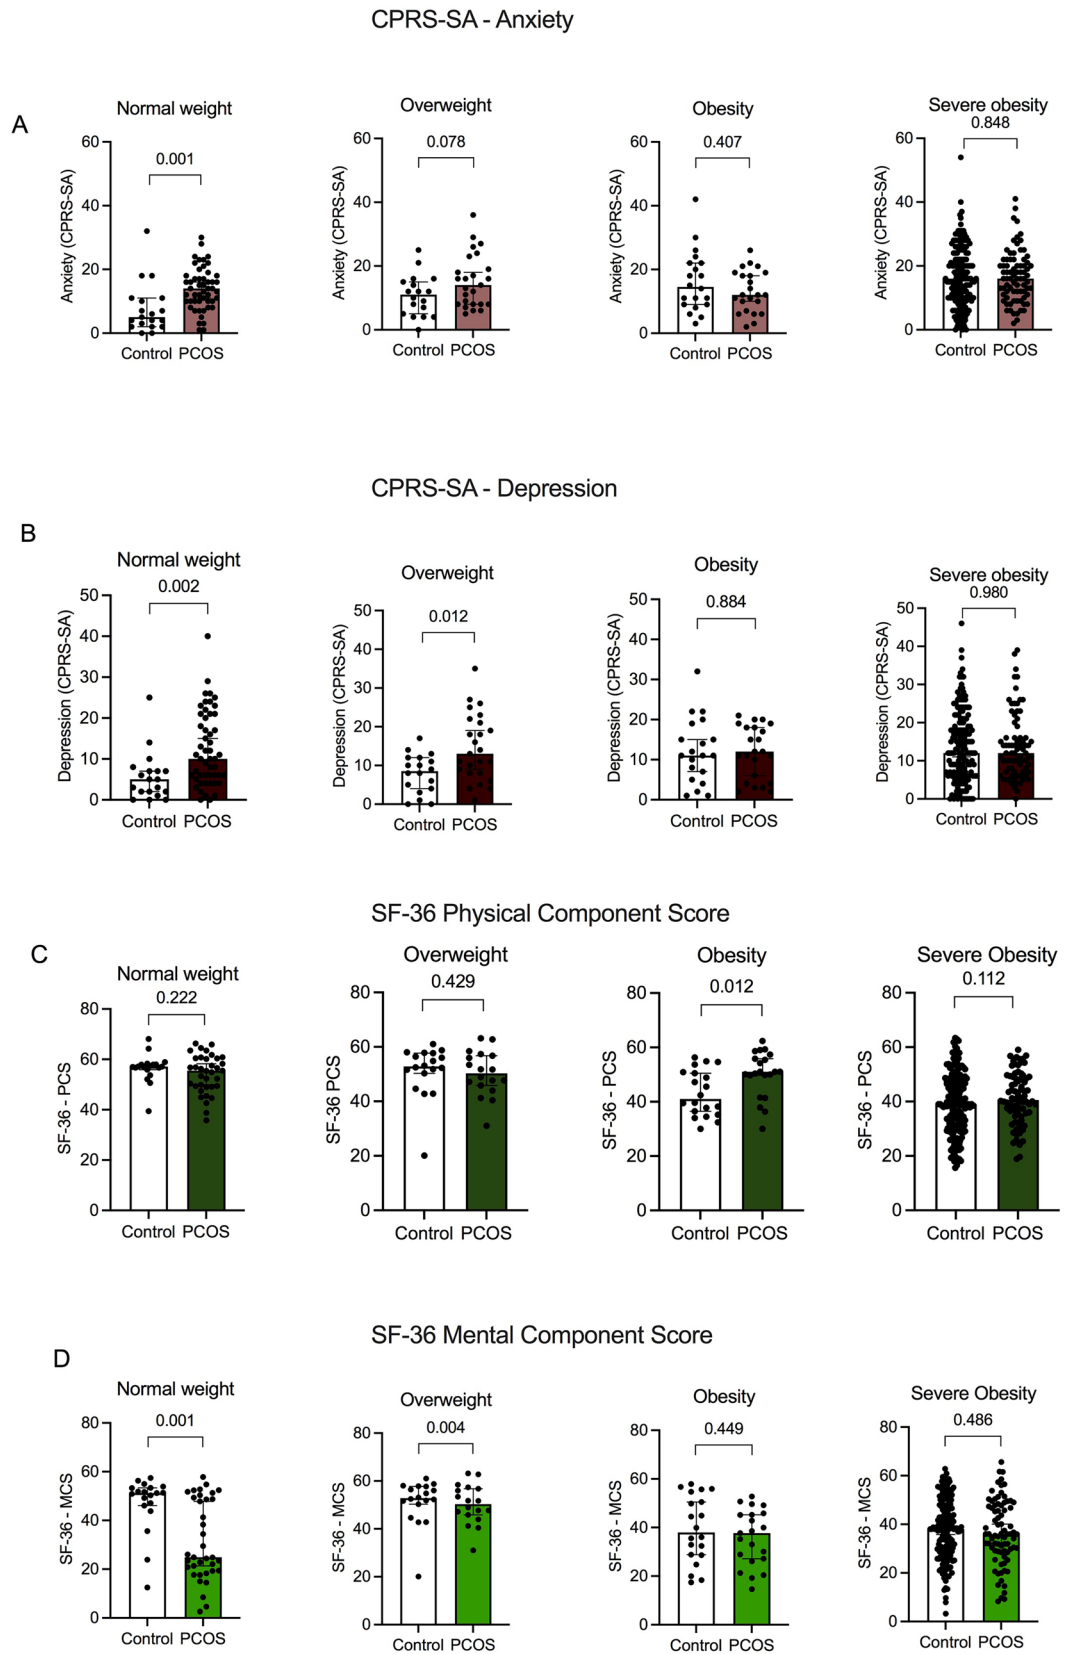 CPRS-SA - Anxiety
A
Normal weight
Overweight
Obesity
Severe obesity
0.001
0.078
0.407
0.848
Anxiety (CPRS-SA)
60
40
20
0
Control PCOS
Anxiety (CPRS-SA)
60
40
20
0
Control PCOS
Anxiety (CPRS-SA)
60
40
20
0
Control PCOS
Anxiety (CPRS-SA)
60
40
20
0
Control PCOS
CPRS-SA - Depression
B
Normal weight
Overweight
Obesity
Severe obesity
0.002
0.012
0.884
0.980
Depression (CPRS-SA)
50
40
30
20
10
0
Control PCOS
Depression (CPRS-SA)
50
40
30
20
10
0
Control PCOS
Depression (CPRS-SA)
50
40
30
20
10
0
Control PCOS
Depression (CPRS-SA)
50
40
30
20
10
0
Control PCOS
SF-36 Physical Component Score
C
Normal weight
Overweight
Obesity
Severe Obesity
0.222
0.429
0.012
0.112
SF-36 - PCS
80
60
40
20
0
Control PCOS
SF-36 PCS
80
60
40
20
0
Control PCOS
SF-36 - PCS
80
60
40
20
0
Control PCOS
SF-36 - PCS
80
60
40
20
0
Control PCOS
SF-36 Mental Component Score
D
Normal weight
Overweight
Obesity
Severe Obesity
0.001
0.004
0.449
0.486
SF-36 - MCS
80
60
40
20
0
Control PCOS
SF-36 - MCS
80
60
40
20
0
Control PCOS
SF-36 - MCS
80
60
40
20
0
Control PCOS
SF-36 - MCS
80
60
40
20
0
Control PCOS